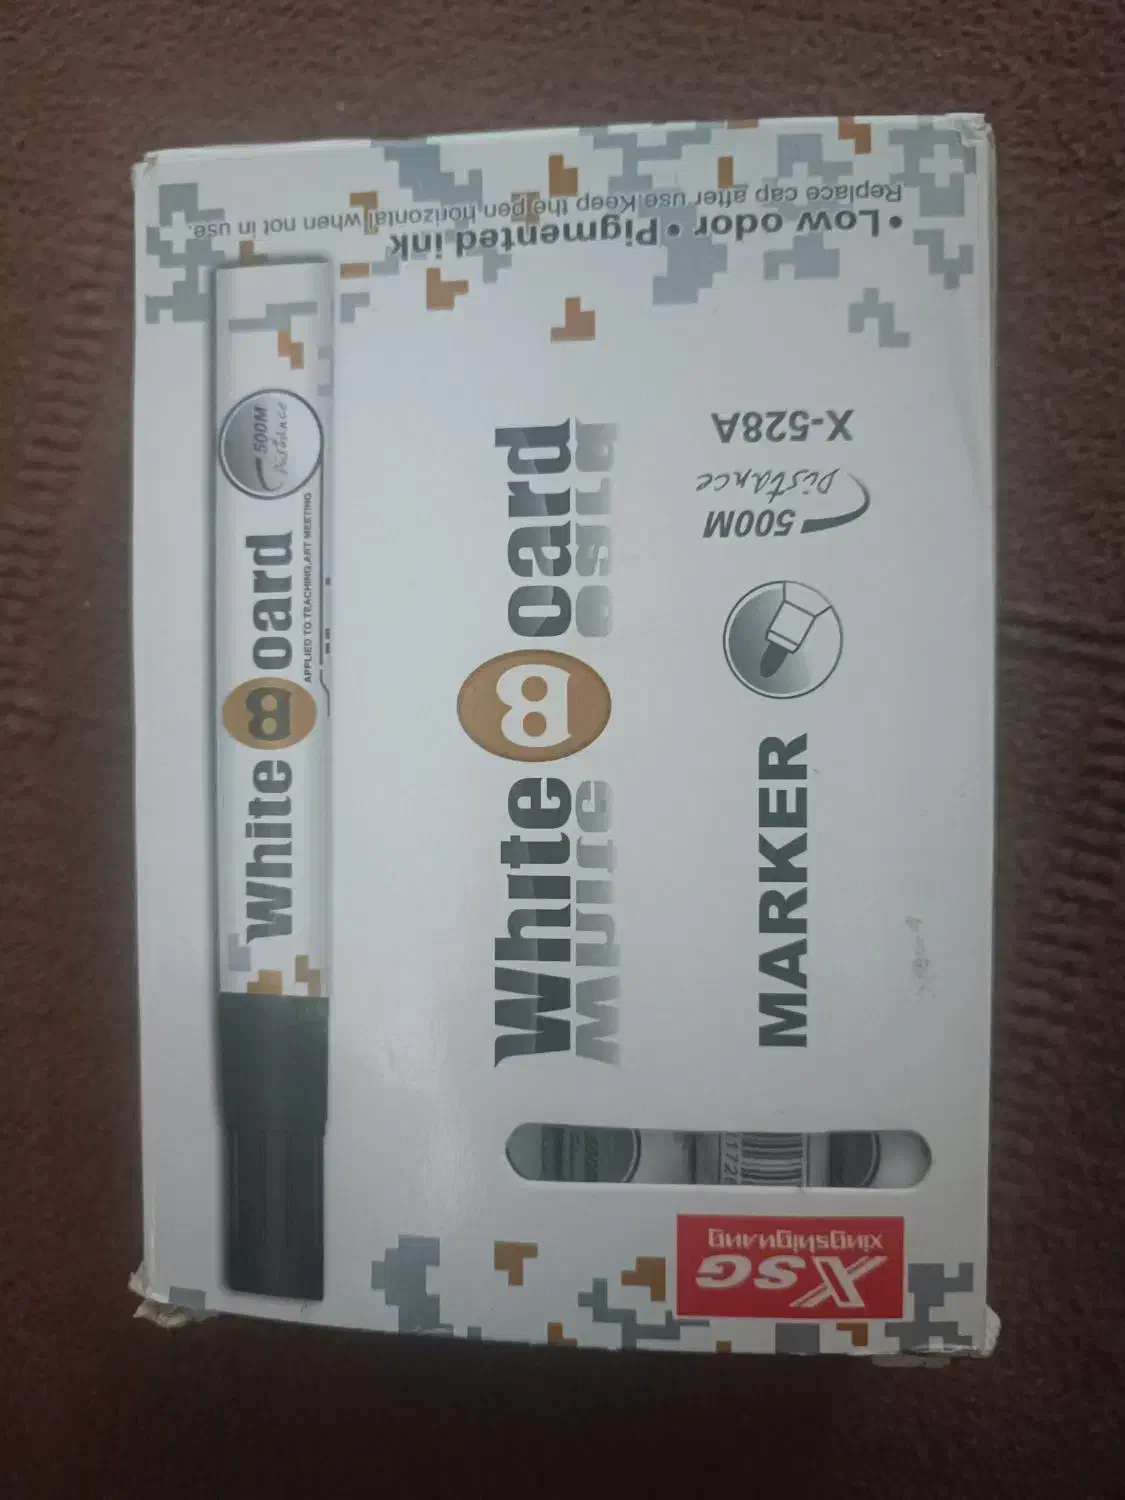 • Low odor • Pigmented ink
Replace cap after use.Keep the pen horizontal when not in use.
X-528A
500M
Distance
White Board
MARKER
XSG
xingshiguang
White Board
APPLIED TO TEACHING,ART MEETING
500M
Distance